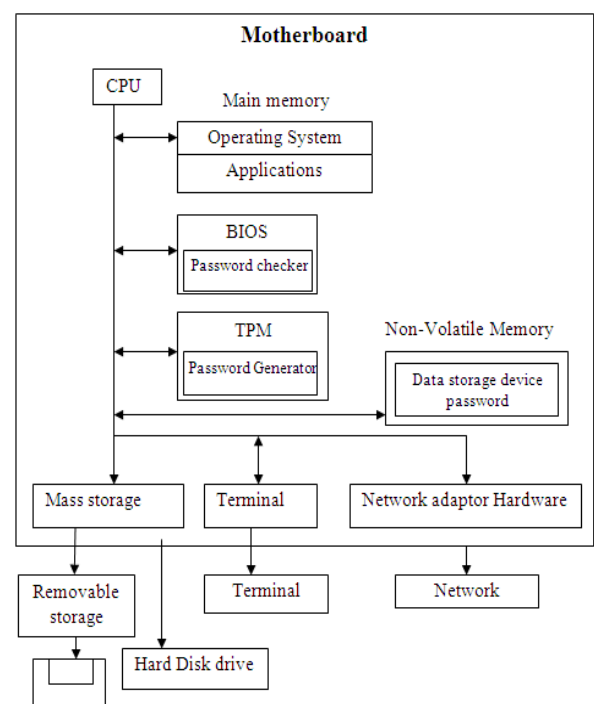 Motherboard
CPU
Main memory
Operating System
Applications
BIOS
Password checker
TPM
Password Generator
Non-Volatile Memory
Data storage device
password
Mass storage
Terminal
Network adaptor Hardware
Removable
storage
Terminal
Network
Hard Disk drive